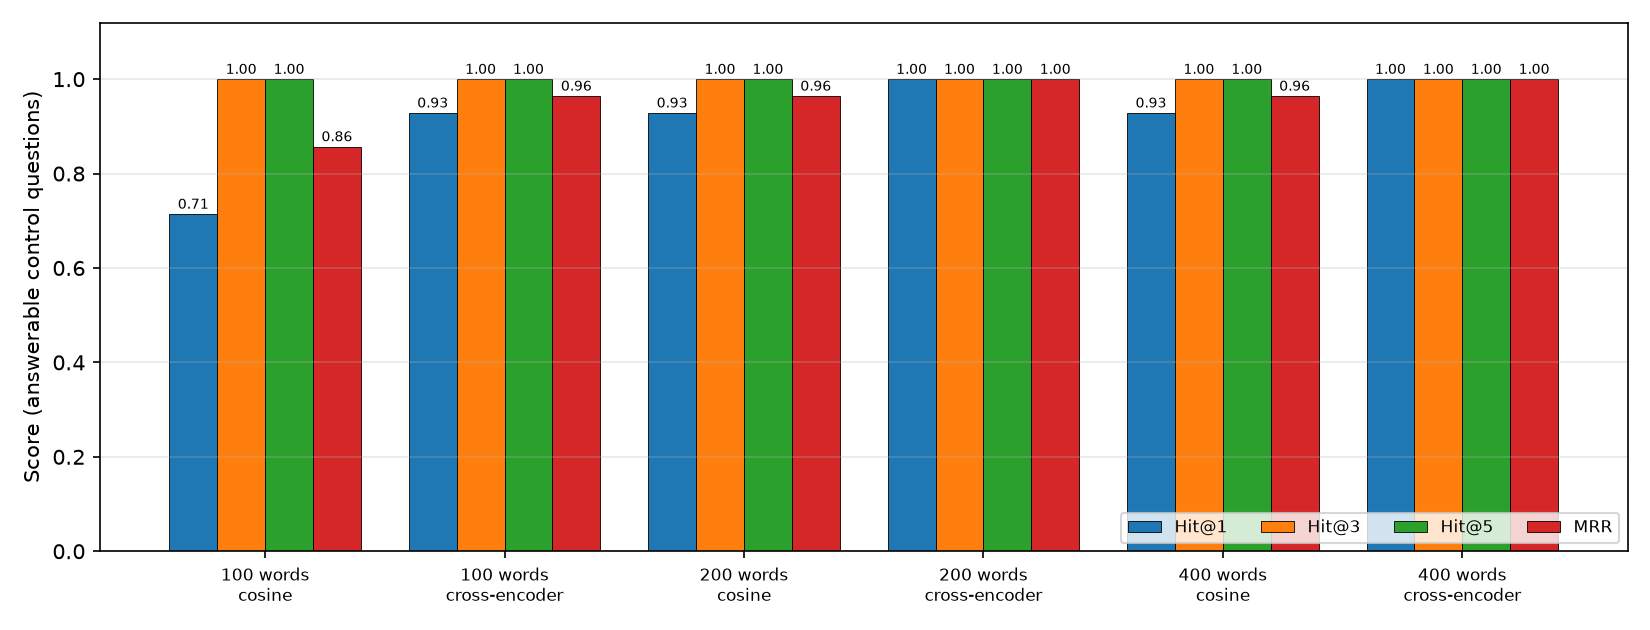 Score (answerable control questions)
1.0
0.8
0.6
0.4
0.2
0.0
0.71 1.00 1.00 0.86
0.93 1.00 1.00 0.96
0.93 1.00 1.00 0.96
1.00 1.00 1.00 1.00
0.93 1.00 1.00 0.96
1.00 1.00 1.00 1.00
Hit@1 Hit@3 Hit@5 MRR
100 words
cosine
100 words
cross-encoder
200 words
cosine
200 words
cross-encoder
400 words
cosine
400 words
cross-encoder